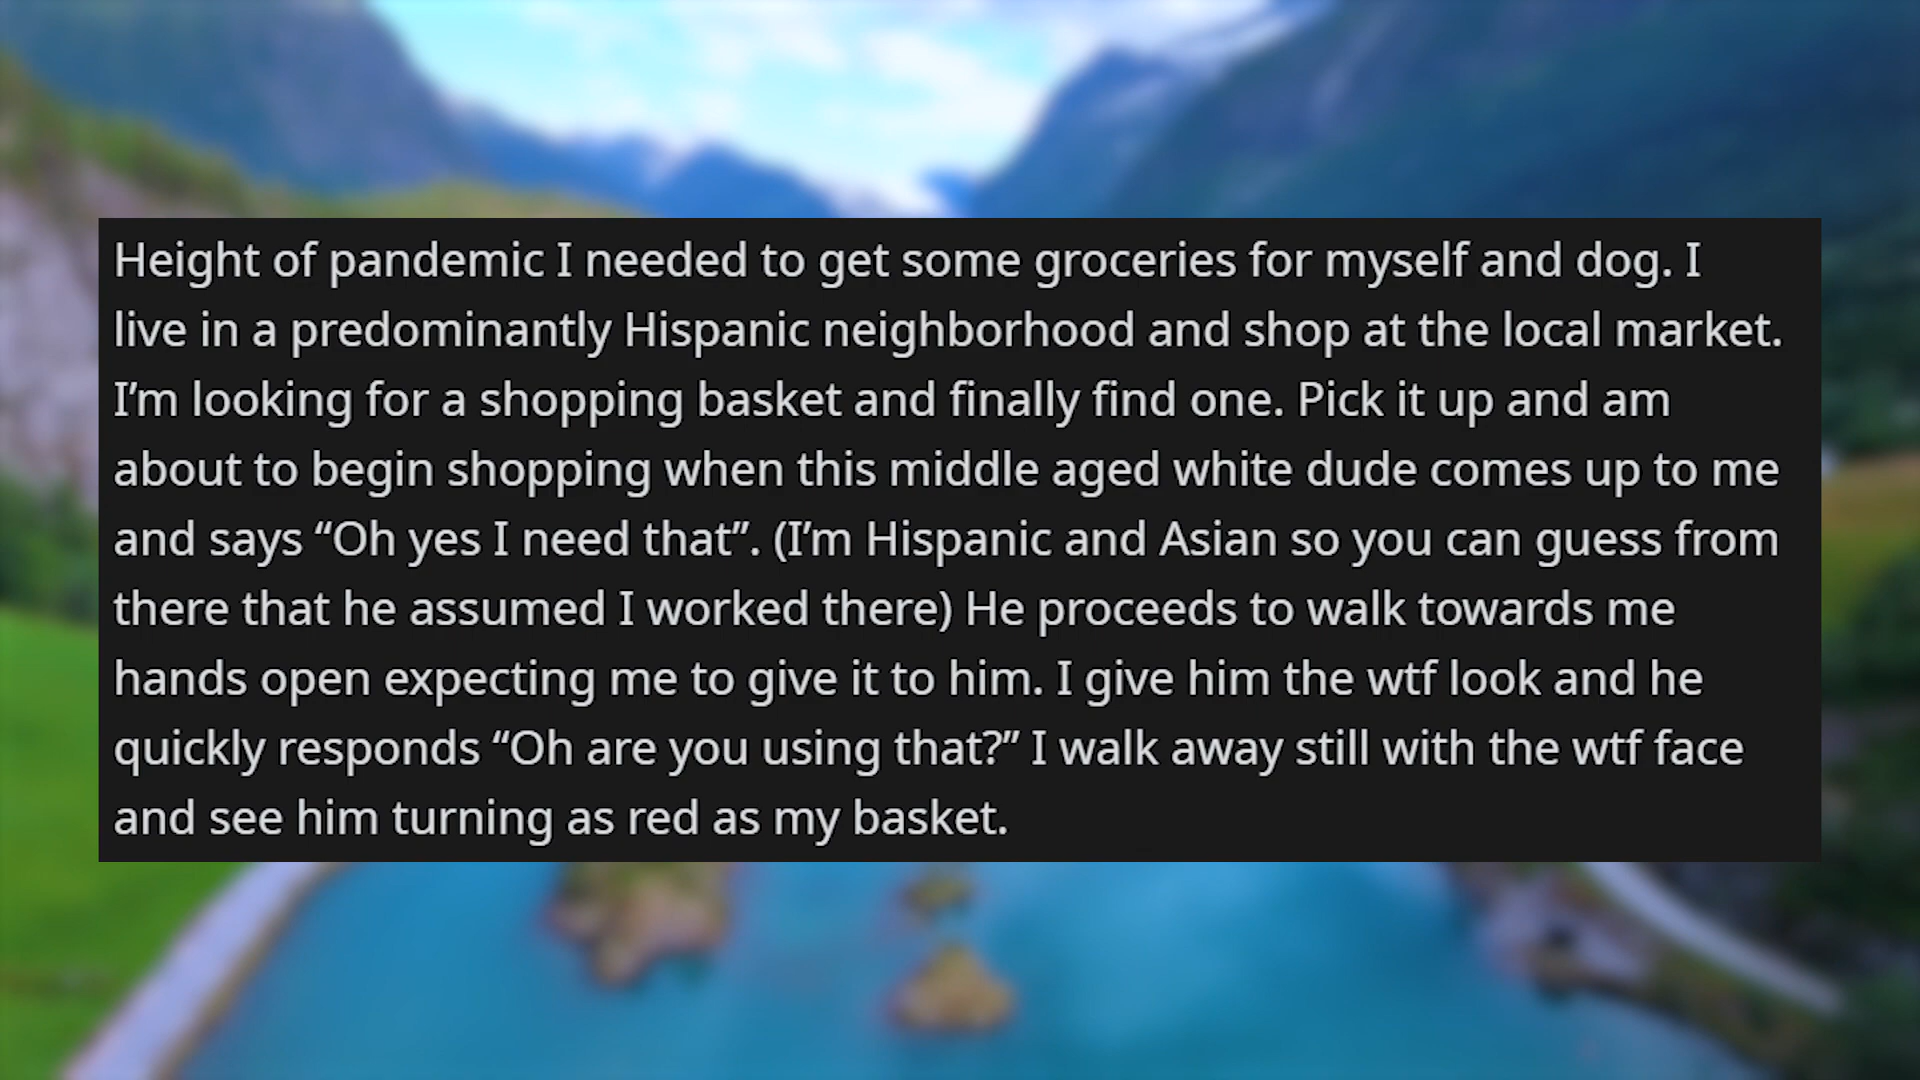 Height of pandemic I needed to get some groceries for myself and dog. I
live in a predominantly Hispanic neighborhood and shop at the local market.
I’m looking for a shopping basket and finally find one. Pick it up and am
about to begin shopping when this middle aged white dude comes up to me
and says “Oh yes I need that”. (I’m Hispanic and Asian so you can guess from
there that he assumed I worked there) He proceeds to walk towards me
hands open expecting me to give it to him. I give him the wtf look and he
quickly responds “Oh are you using that?” I walk away still with the wtf face
and see him turning as red as my basket.